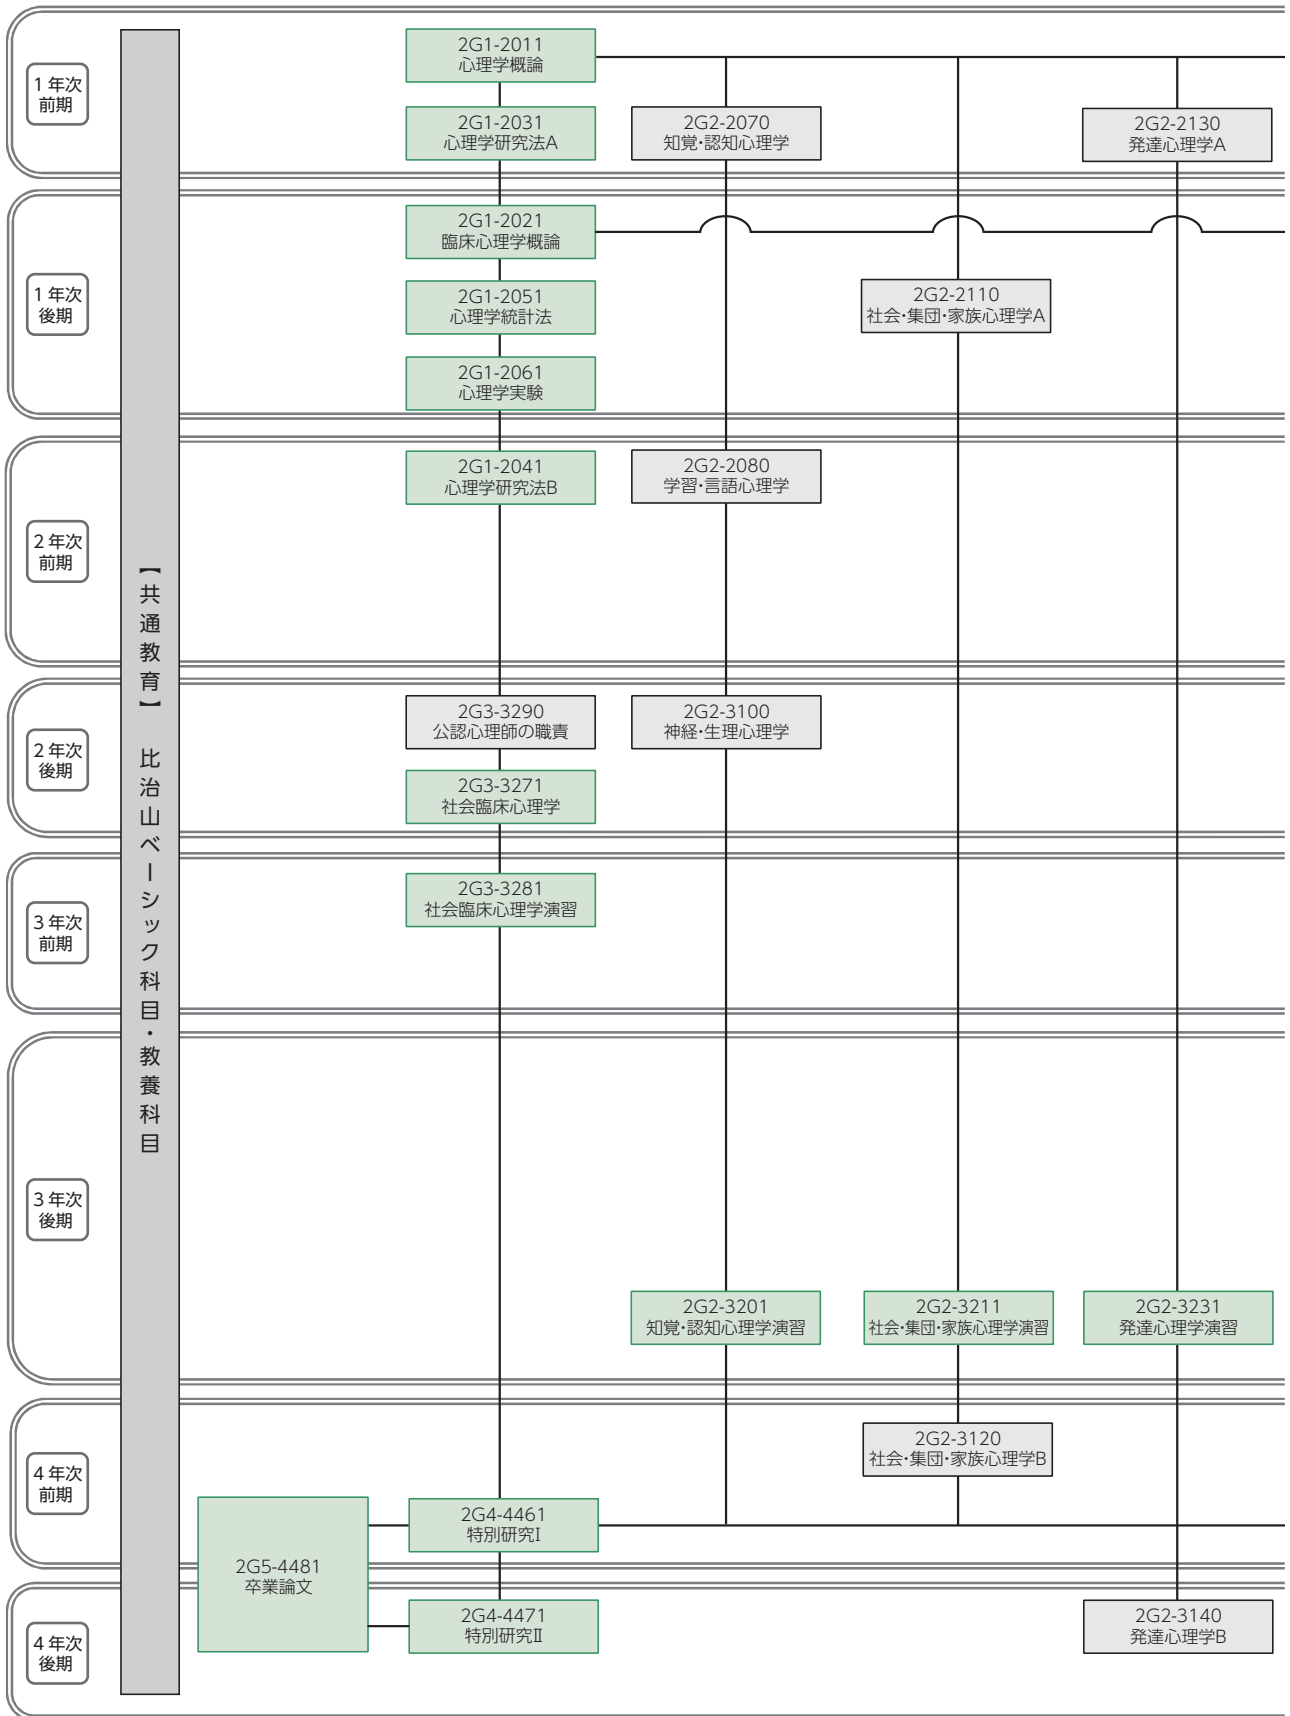 1年次
前期
2G1-2011
心理学概論
2G1-2031
心理学研究法A
2G2-2070
知覚・認知心理学
2G2-2130
発達心理学A
1年次
後期
2G1-2021
臨床心理学概論
2G1-2051
心理学統計法
2G2-2110
社会・集団・家族心理学A
2G1-2061
心理学実験
2年次
前期
2G1-2041
心理学研究法B
2G2-2080
学習・言語心理学
【共通教育】 比治山ベーシック科目・教養科目
2年次
後期
2G3-3290
公認心理師の職責
2G2-3100
神経・生理心理学
2G3-3271
社会臨床心理学
3年次
前期
2G3-3281
社会臨床心理学演習
3年次
後期
2G2-3201
知覚・認知心理学演習
2G2-3211
社会・集団・家族心理学演習
2G2-3231
発達心理学演習
4年次
前期
2G2-3120
社会・集団・家族心理学B
2G4-4461
特別研究Ⅰ
2G5-4481
卒業論文
4年次
後期
2G4-4471
特別研究Ⅱ
2G2-3140
発達心理学B